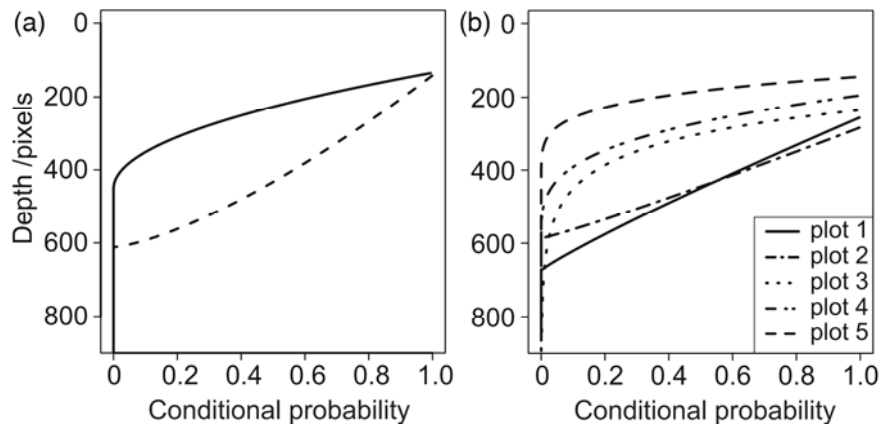 (a)
0
200
400
600
800
Depth /pixels
0 0.2 0.4 0.6 0.8 1.0
Conditional probability
(b)
0
200
400
600
800
plot 1
plot 2
plot 3
plot 4
plot 5
0 0.2 0.4 0.6 0.8 1.0
Conditional probability